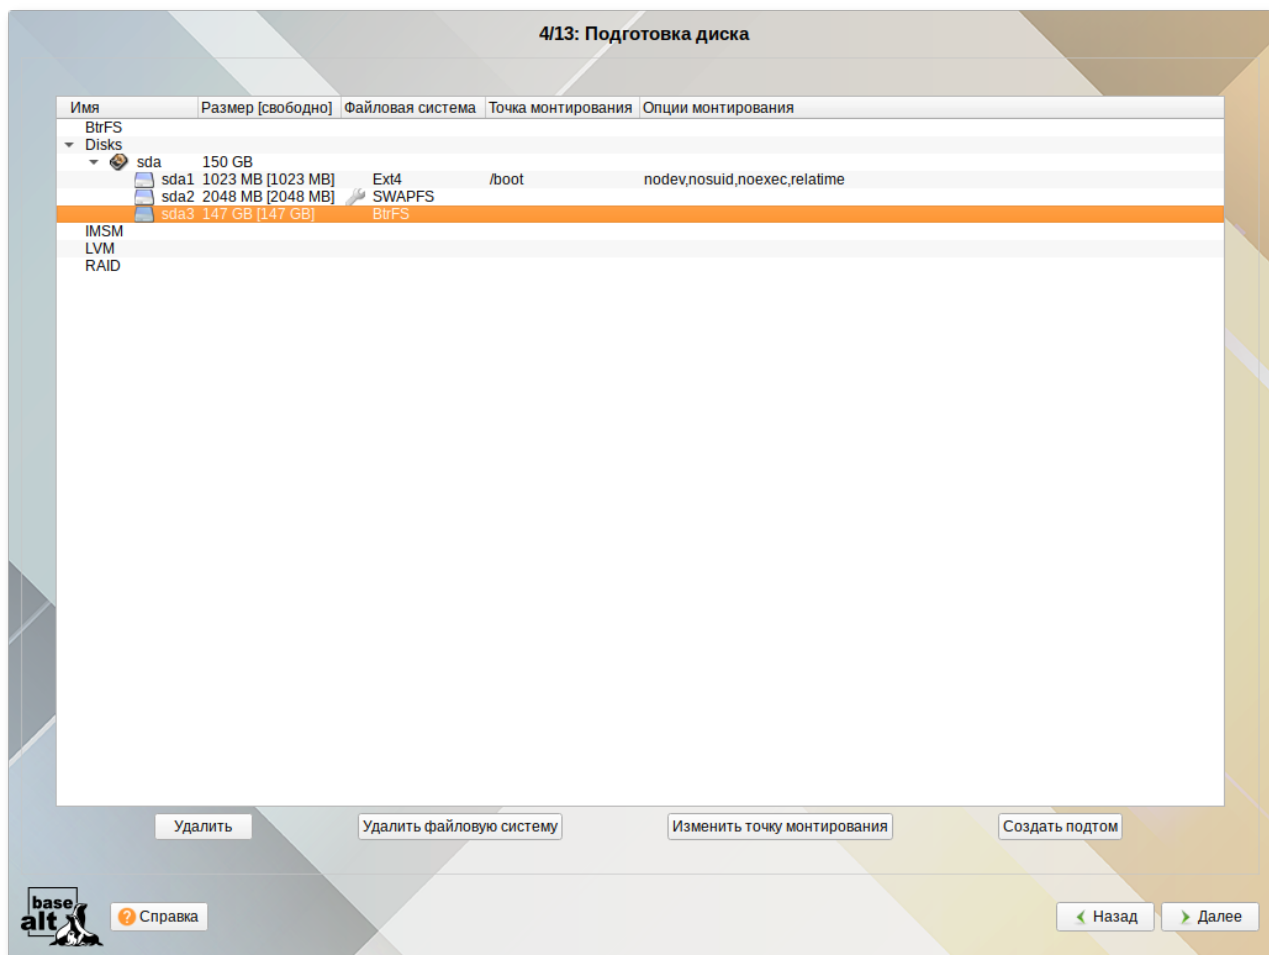 4/13: Подготовка диска
Имя Размер [свободно] Файловая система Точка монтирования Опции монтирования
BtrFS
Disks
sda 150 GB
sda1 1023 MB [1023 MB] Ext4 /boot nodev,nosuid,noexec,relatime
sda2 2048 MB [2048 MB] SWAPFS
sda3 147 GB [147 GB] BtrFS
IMSM
LVM
RAID
Удалить Удалить файловую систему Изменить точку монтирования Создать подтом
base
alt
Справка Назад Далее